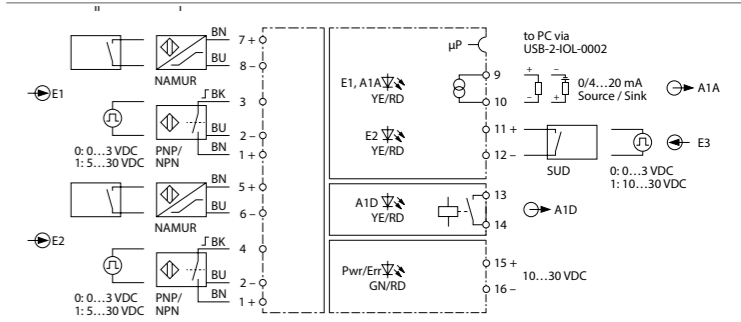 BN
7 +
BU
8 –
NAMUR
E1
BK
3
BU
2 –
BN
1 +
0: 0…3 VDC
1: 5…30 VDC
PNP/
NPN
BN
5 +
BU
6 –
NAMUR
E2
BK
4
BU
2 –
BN
1 +
0: 0…3 VDC
1: 5…30 VDC
PNP/
NPN
µP
to PC via
USB-2-IOL-0002
E1, A1A
YE/RD
9
10
+
–
–
+
0/4…20 mA
Source / Sink
A1A
E2
YE/RD
11 +
12 –
SUD
E3
0: 0…3 VDC
1: 10…30 VDC
A1D
YE/RD
13
14
A1D
Pwr/Err
GN/RD
15 +
16 –
10…30 VDC